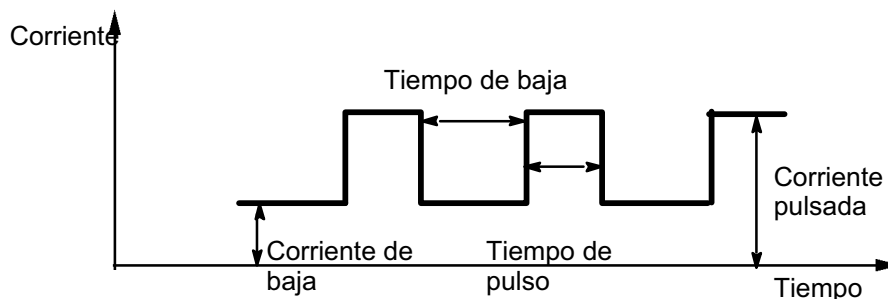 Corriente
Tiempo de baja
Corriente
pulsada
Corriente de
baja
Tiempo de
pulso
Tiempo